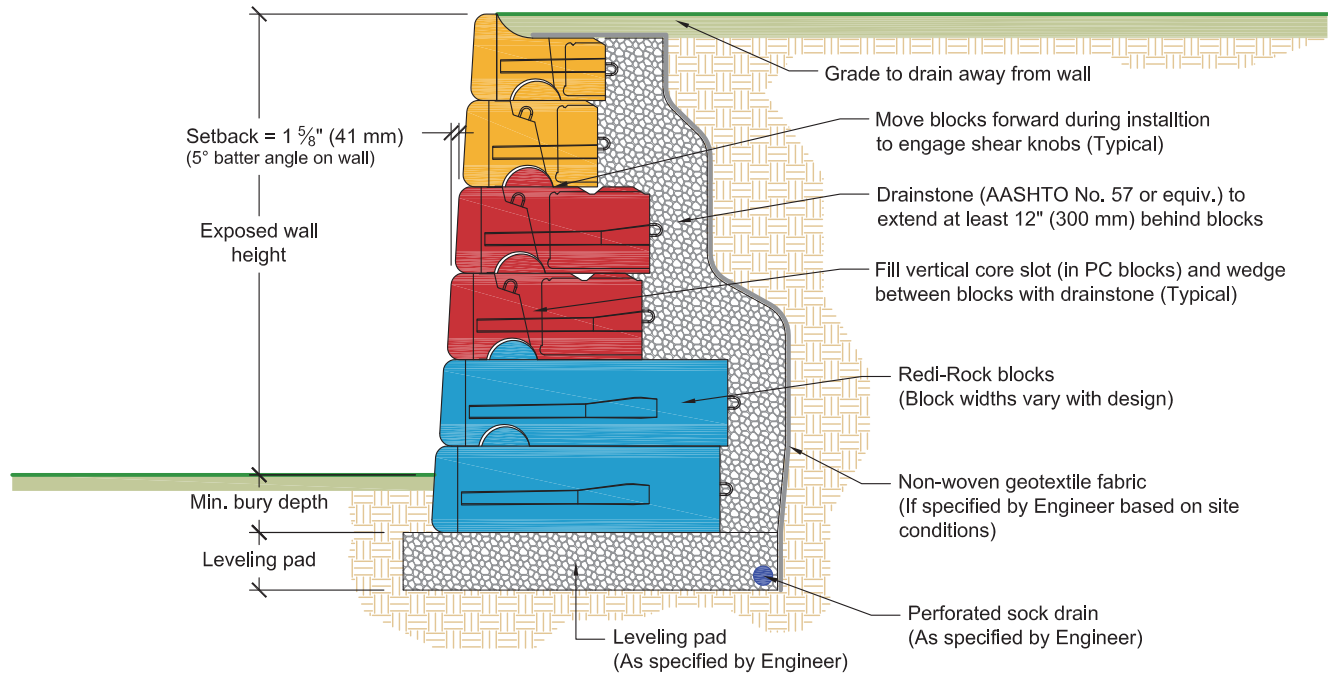 Grade to drain away from wall
Setback = 1 5⁄8" (41 mm)
(5° batter angle on wall)
Move blocks forward during installtion
to engage shear knobs (Typical)
Drainstone (AASHTO No. 57 or equiv.) to
extend at least 12" (300 mm) behind blocks
Exposed wall
height
Fill vertical core slot (in PC blocks) and wedge
between blocks with drainstone (Typical)
Redi-Rock blocks
(Block widths vary with design)
Min. bury depth
Non-woven geotextile fabric
(If specified by Engineer based on site
conditions)
Leveling pad
Perforated sock drain
(As specified by Engineer)
Leveling pad
(As specified by Engineer)